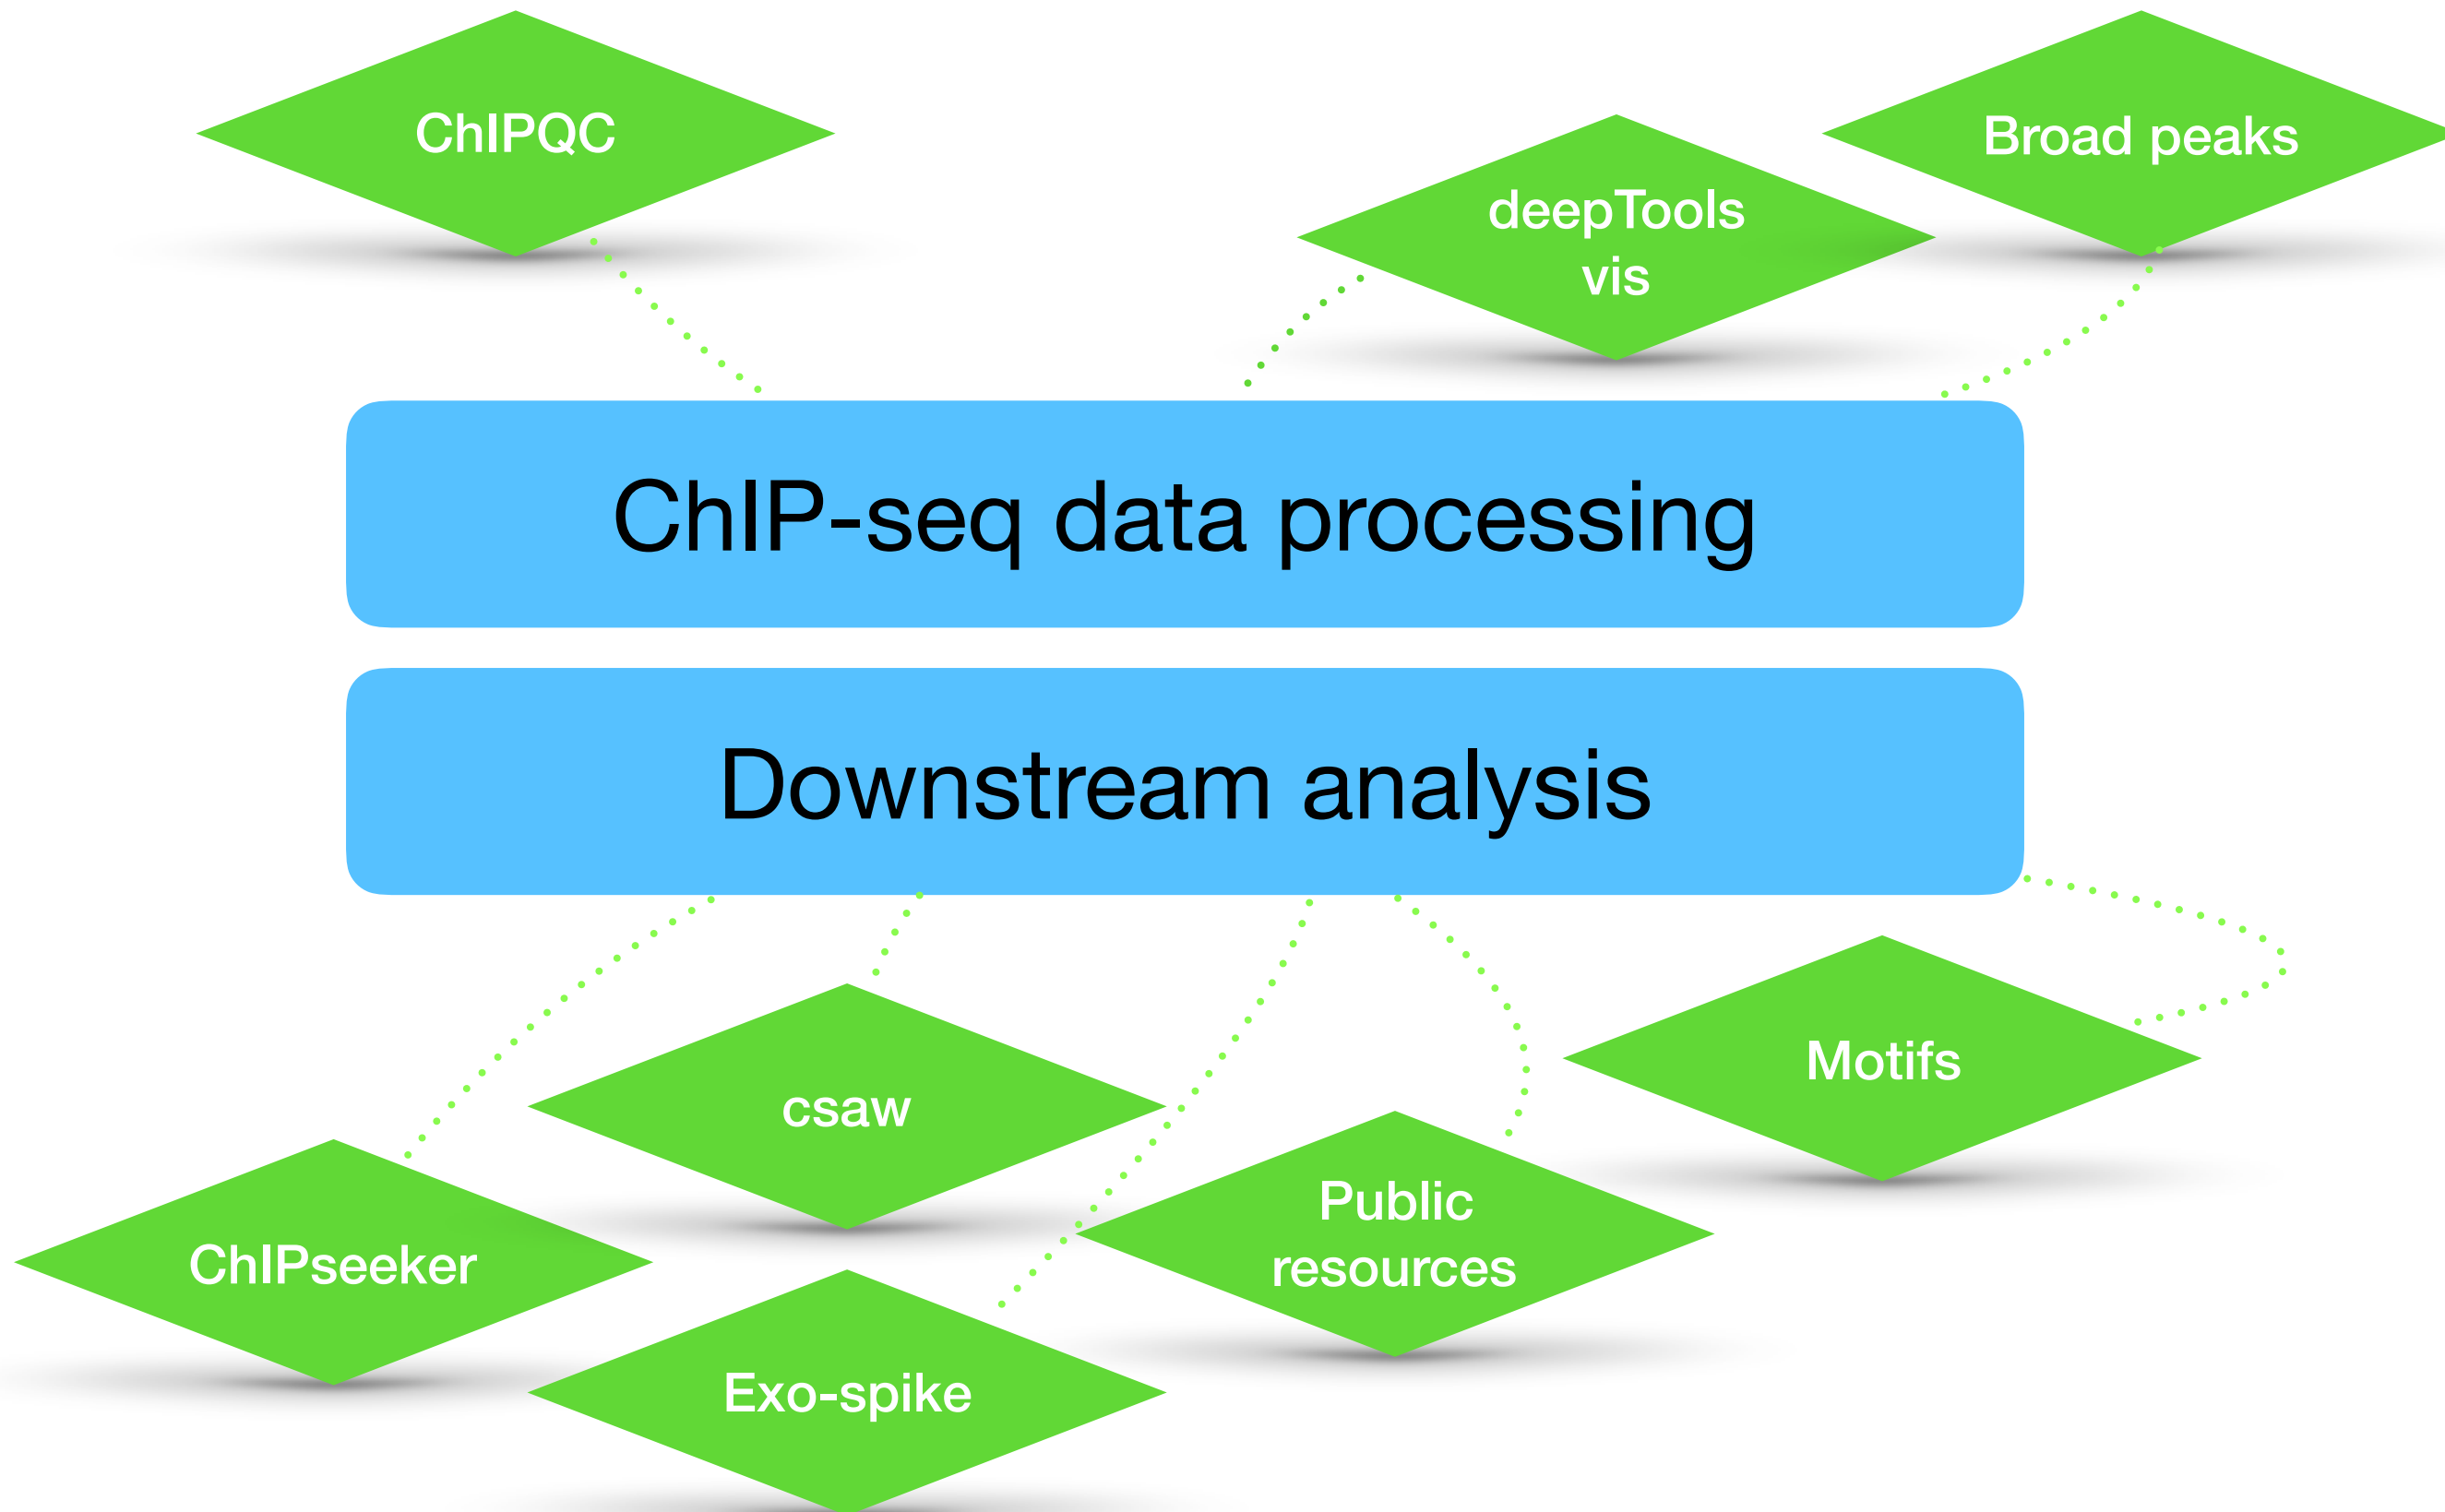 ChIPQC
Broad peaks
deepTools
vis
ChIP-seq data processing
Downstream analysis
Motifs
csaw
Public
resources
ChIPseeker
Exo-spike